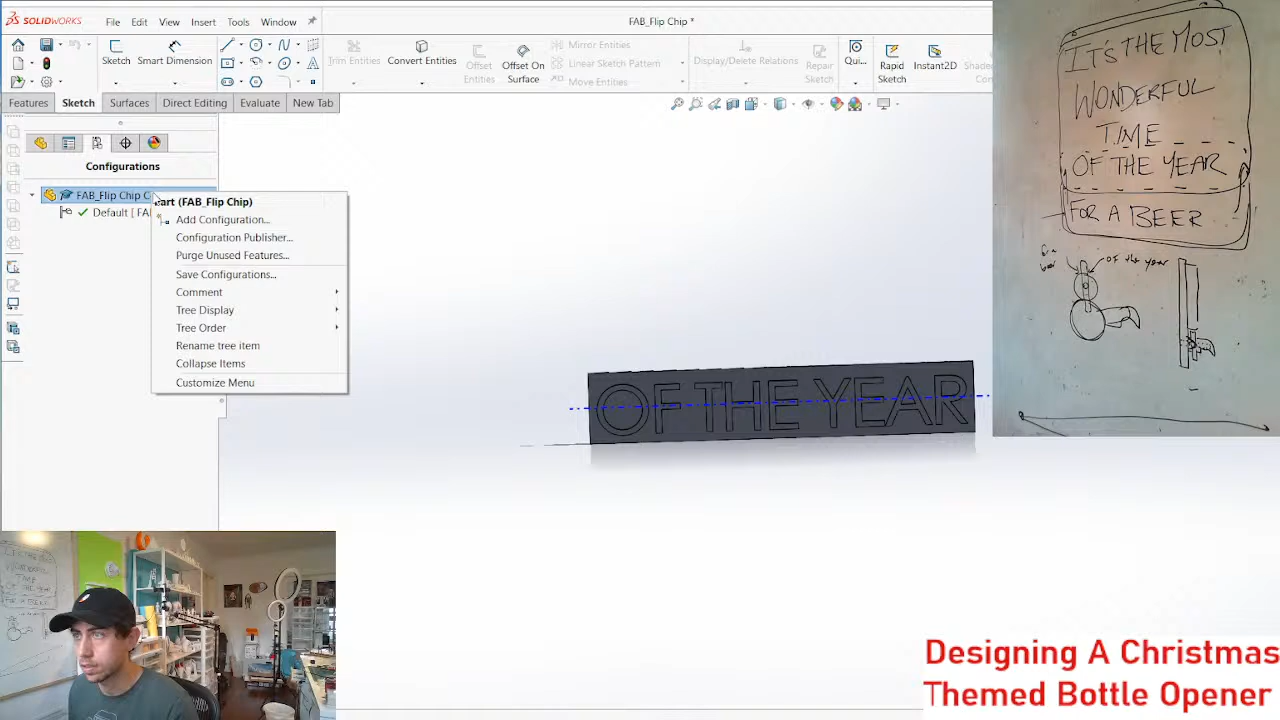 SOLIDWORKS
File Edit View Insert Tools Window
FAB_Flip Chip *
Sketch
Smart Dimension
Trim Entities
Convert Entities
Offset Entities
Offset On Surface
Mirror Entities
Linear Sketch Pattern
Move Entities
Display/Delete Relations
Repair Sketch
Qui...
Rapid Sketch
Instant2D
Features Sketch Surfaces Direct Editing Evaluate New Tab
Configurations
FAB_Flip Chip C
Default [ FA
art (FAB_Flip Chip)
Add Configuration...
Configuration Publisher...
Purge Unused Features...
Save Configurations...
Comment
Tree Display
Tree Order
Rename tree item
Collapse Items
Customize Menu
OF THE YEAR
IT'S THE MOST
WONDERFUL
TIME
OF THE YEAR
FOR A BEER
of the year
Designing A Christmas
Themed Bottle Opener